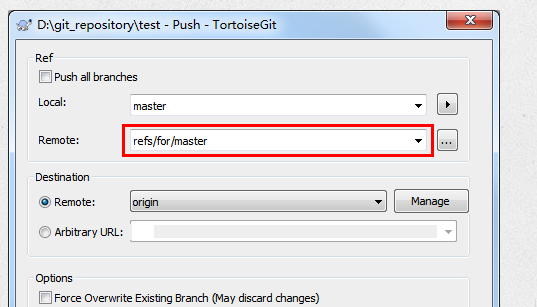 D:\git_repository\test - Push - TortoiseGit
Ref
Push all branches
Local: master
Remote: refs/for/master ...
Destination
Remote: origin Manage
Arbitrary URL:
Options
Force Overwrite Existing Branch (May discard changes)